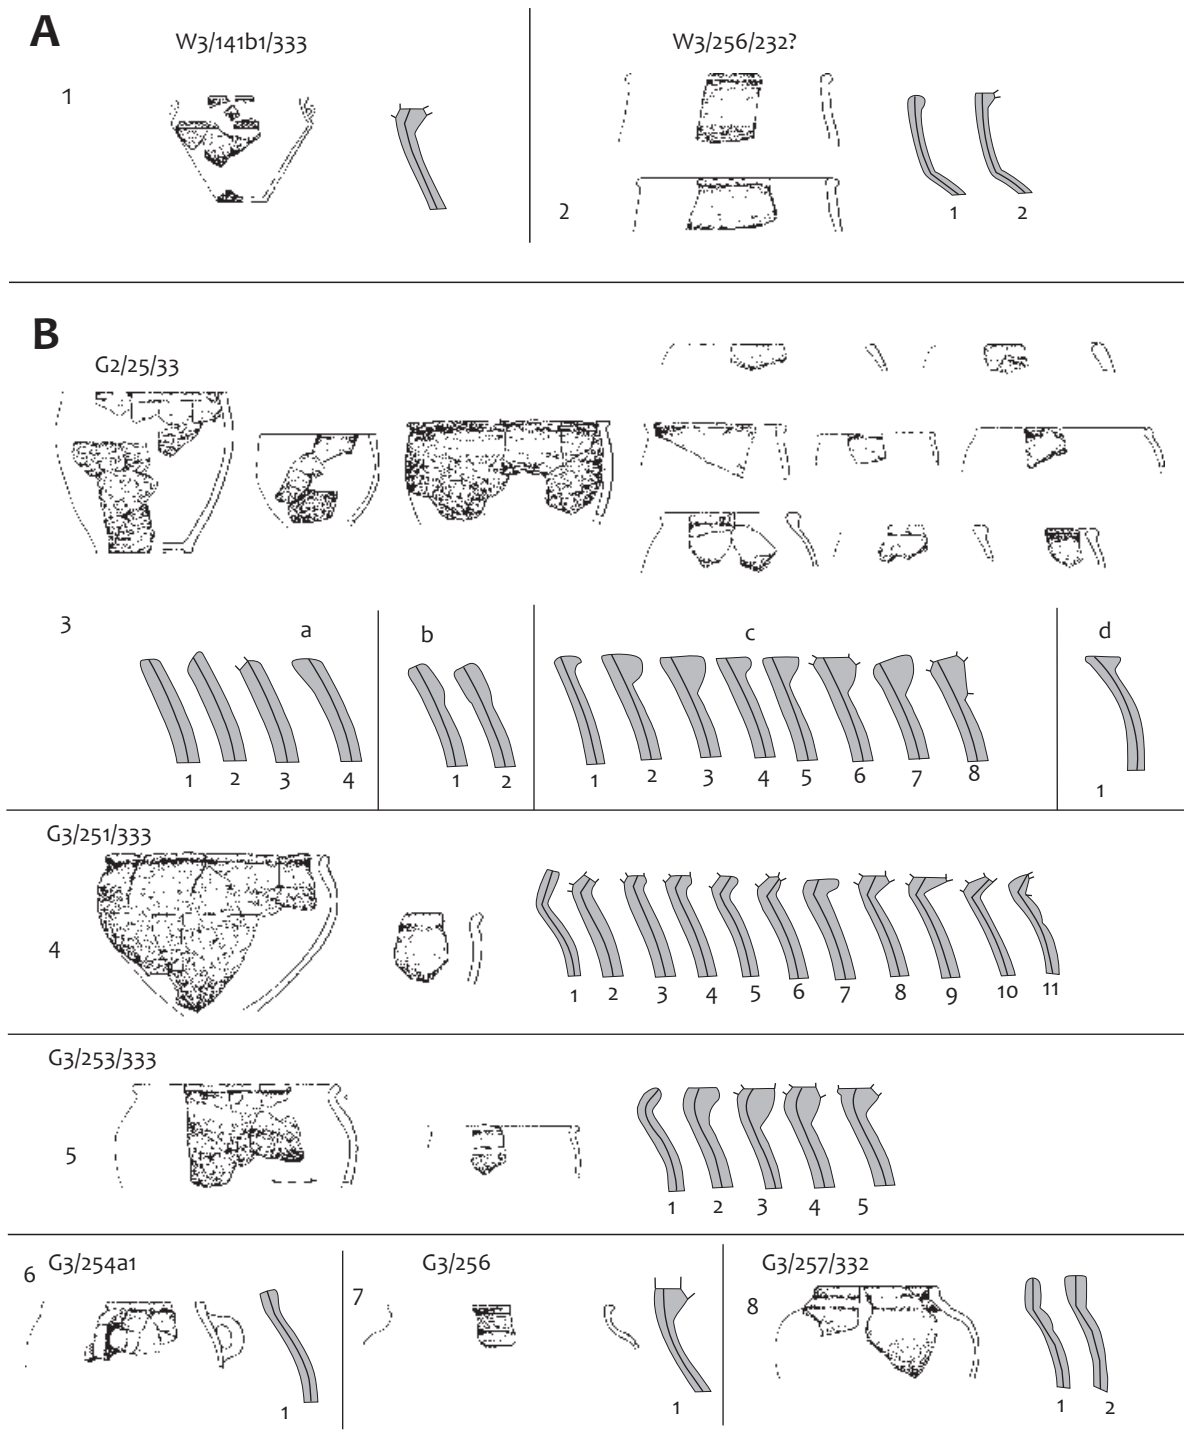 A
W3/141b1/333
W3/256/232?
1
2
1 2
B
G2/25/33
3
a b c d
1 2 3 4
1 2
1 2 3 4 5 6 7 8
1
G3/251/333
4
1 2 3 4 5 6 7 8 9 10 11
G3/253/333
5
1 2 3 4 5
6 G3/254a1
1
7 G3/256
1
G3/257/332
8
1 2